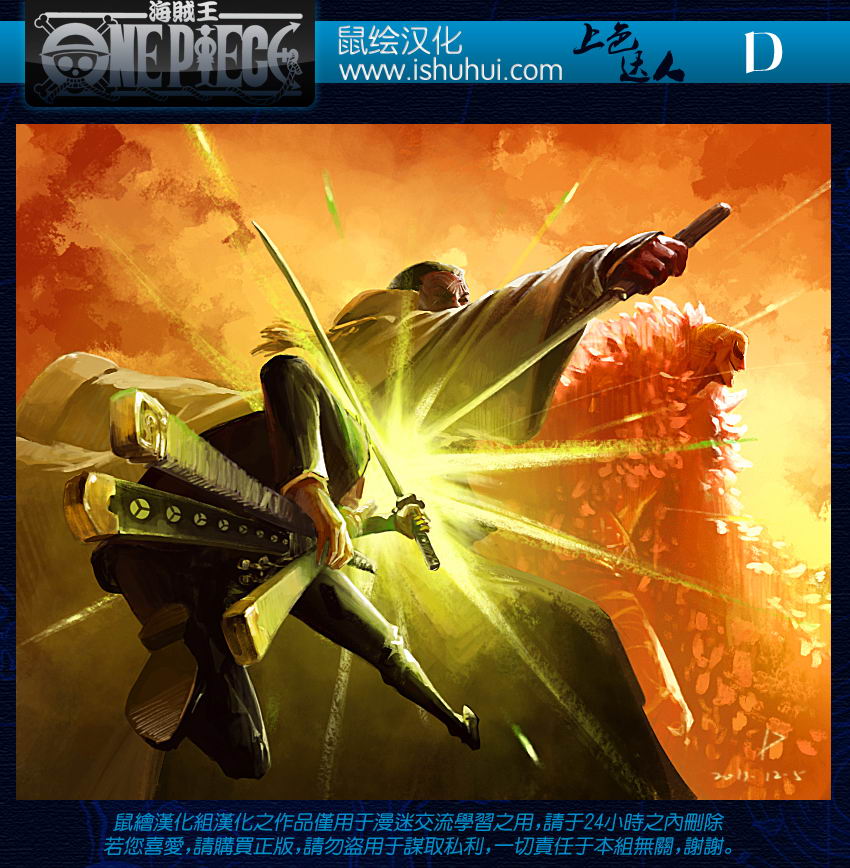 海賊王
ONE PIECE
鼠绘汉化
www.ishuhui.com
上色达人
D
D
2013.12.5
鼠繪漢化組漢化之作品僅用于漫迷交流學習之用,請于24小時之內刪除
若您喜愛,請購買正版,請勿盜用于謀取私利,一切責任于本組無關,謝謝。